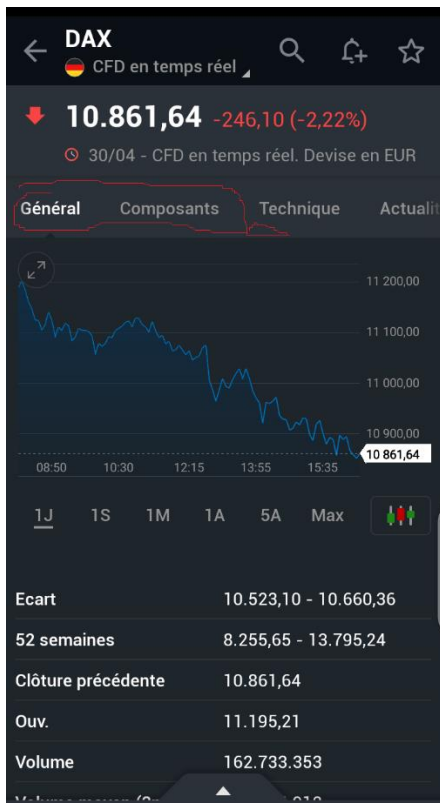 DAX
CFD en temps réel
10.861,64 -246,10 (-2,22%)
30/04 - CFD en temps réel. Devise en EUR
Général Composants Technique Actualit
11 200,00
11 100,00
11 000,00
10 900,00
10 861,64
08:50 10:30 12:15 13:55 15:35
1J 1S 1M 1A 5A Max
Ecart 10.523,10 - 10.660,36
52 semaines 8.255,65 - 13.795,24
Clôture précédente 10.861,64
Ouv. 11.195,21
Volume 162.733.353